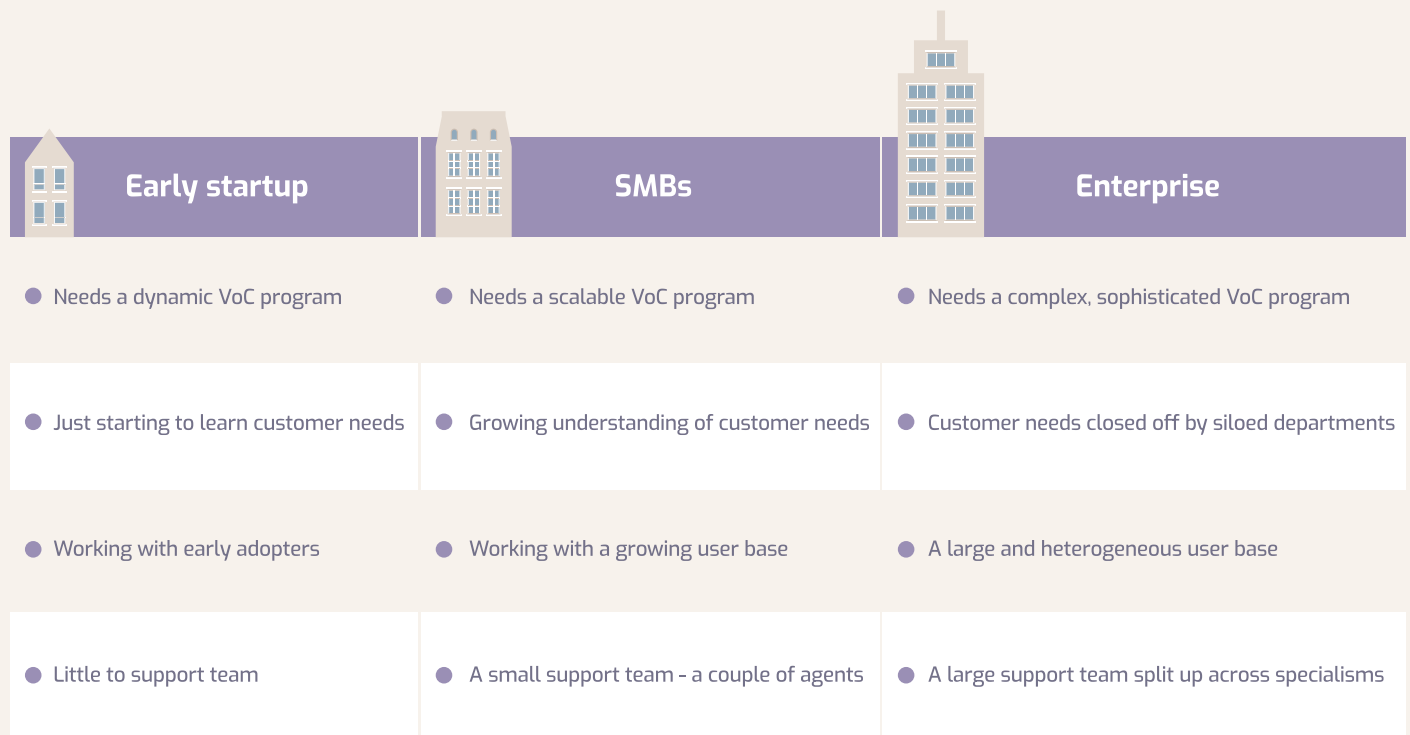 Early startup
SMBs
Enterprise
Needs a dynamic VoC program
Needs a scalable VoC program
Needs a complex, sophisticated VoC program
Just starting to learn customer needs
Growing understanding of customer needs
Customer needs closed off by siloed departments
Working with early adopters
Working with a growing user base
A large and heterogeneous user base
Little to support team
A small support team - a couple of agents
A large support team split up across specialisms